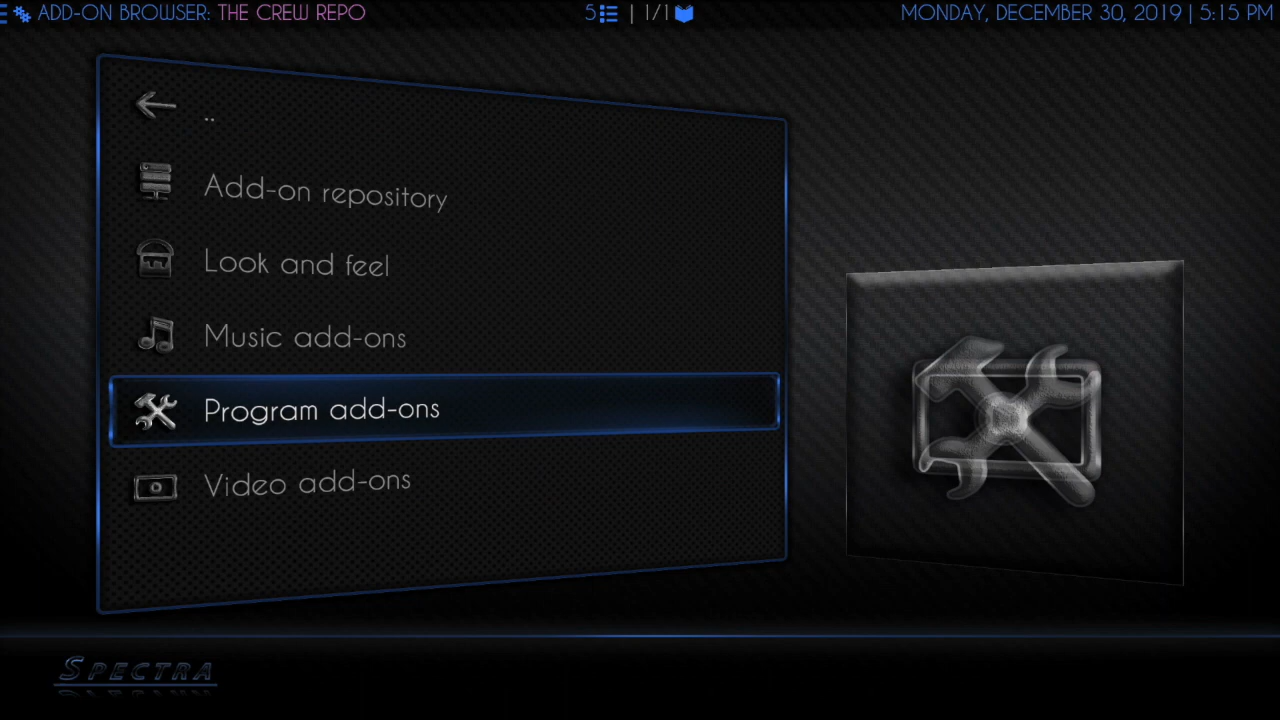 ADD-ON BROWSER: THE CREW REPO
5 | 1/1
MONDAY, DECEMBER 30, 2019 | 5:15 PM
..
Add-on repository
Look and feel
Music add-ons
Program add-ons
Video add-ons
SPECTRA